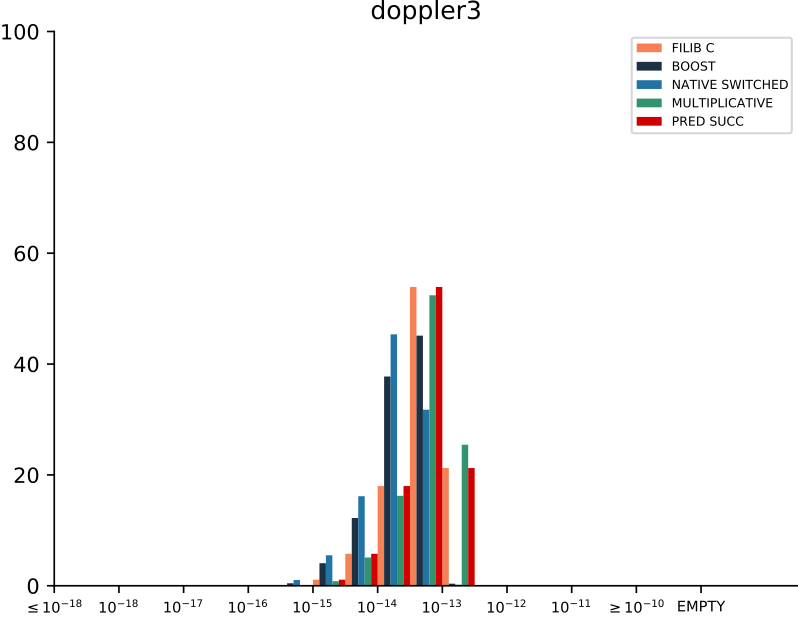 doppler3
100
80
60
40
20
0
FILIB C
BOOST
NATIVE SWITCHED
MULTIPLICATIVE
PRED SUCC
≤10⁻¹⁸ 10⁻¹⁸ 10⁻¹⁷ 10⁻¹⁶ 10⁻¹⁵ 10⁻¹⁴ 10⁻¹³ 10⁻¹² 10⁻¹¹ ≥10⁻¹⁰ EMPTY